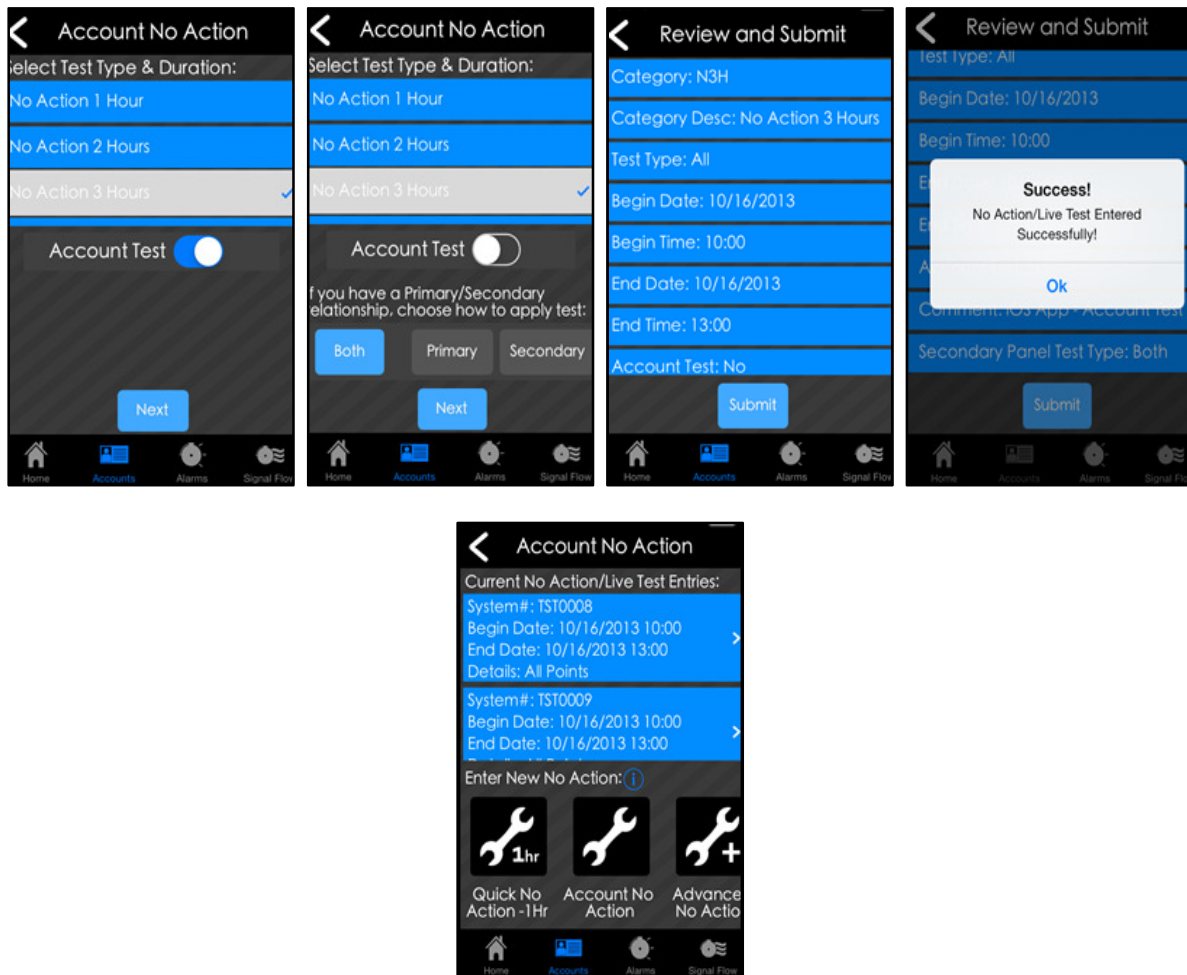 Account No Action
Select Test Type & Duration:
No Action 1 Hour
No Action 2 Hours
No Action 3 Hours
Account Test
Next
Home Accounts Alarms Signal Flow
Account No Action
Select Test Type & Duration:
No Action 1 Hour
No Action 2 Hours
No Action 3 Hours
Account Test
f you have a Primary/Secondary
elationship, choose how to apply test:
Both Primary Secondary
Next
Home Accounts Alarms Signal Flow
Review and Submit
Category: N3H
Category Desc: No Action 3 Hours
Test Type: All
Begin Date: 10/16/2013
Begin Time: 10:00
End Date: 10/16/2013
End Time: 13:00
Account Test: No
Submit
Home Accounts Alarms Signal Flow
Review and Submit
Test Type: All
Begin Date: 10/16/2013
Begin Time: 10:00
Success!
No Action/Live Test Entered
Successfully!
Ok
Comment: iOS App - Account Test
Secondary Panel Test Type: Both
Submit
Home Accounts Alarms Signal Flow
Account No Action
Current No Action/Live Test Entries:
System#: TST0008
Begin Date: 10/16/2013 10:00
End Date: 10/16/2013 13:00
Details: All Points
System#: TST0009
Begin Date: 10/16/2013 10:00
End Date: 10/16/2013 13:00
Enter New No Action: i
1hr
Quick No
Action -1Hr
Account No
Action
Advance
No Actio
Home Accounts Alarms Signal Flow